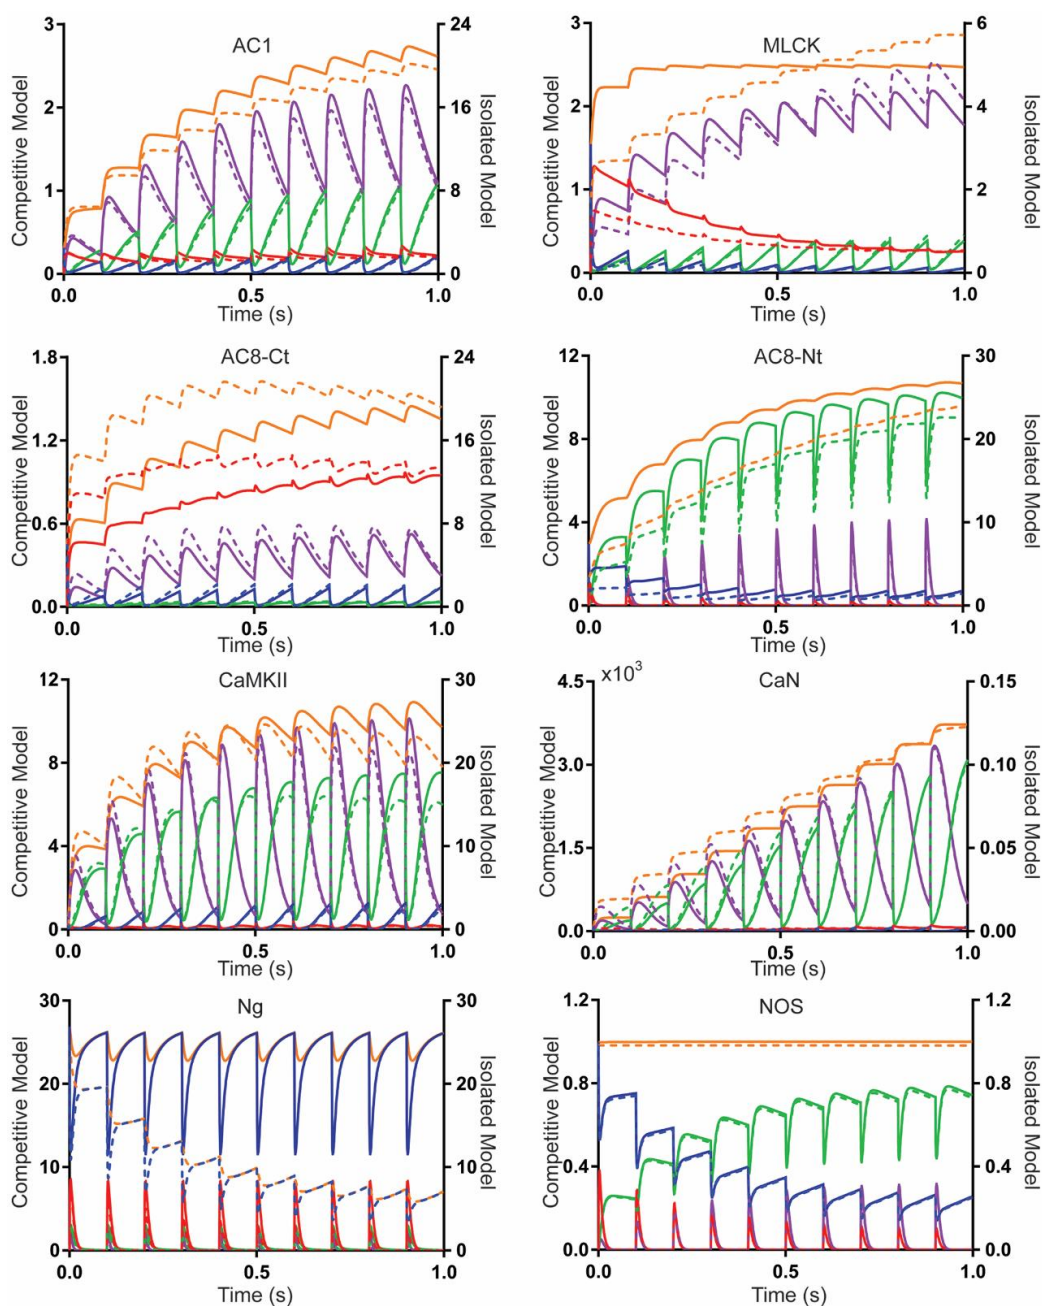 AC1
3
2
1
0
Competitive Model
24
16
8
0
Isolated Model
0.0
0.5
1.0
Time (s)
MLCK
3
2
1
0
Competitive Model
6
4
2
0
Isolated Model
0.0
0.5
1.0
Time (s)
AC8-Ct
1.8
1.2
0.6
0.0
Competitive Model
24
16
8
0
Isolated Model
0.0
0.5
1.0
Time (s)
AC8-Nt
12
8
4
0
Competitive Model
30
20
10
0
Isolated Model
0.0
0.5
1.0
Time (s)
CaMKII
12
8
4
0
Competitive Model
30
20
10
0
Isolated Model
0.0
0.5
1.0
Time (s)
x10³
CaN
4.5
3.0
1.5
0.0
Competitive Model
0.15
0.10
0.05
0.00
Isolated Model
0.0
0.5
1.0
Time (s)
Ng
30
20
10
0
Competitive Model
30
20
10
0
Isolated Model
0.0
0.5
1.0
Time (s)
NOS
1.2
0.8
0.4
0.0
Competitive Model
1.2
0.8
0.4
0.0
Isolated Model
0.0
0.5
1.0
Time (s)